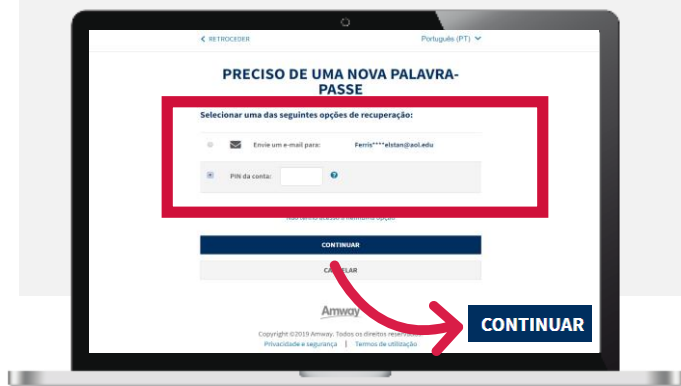 RETROCEDER
Português (PT)
PRECISO DE UMA NOVA PALAVRA-
PASSE
Selecionar uma das seguintes opções de recuperação:
Envie um e-mail para: Ferris****elstan@aol.edu
PIN da conta:
CONTINUAR
Amway
CONTINUAR
Copyright ©2019 Amway. Todos os direitos
Privacidade e segurança | Termos de utilização